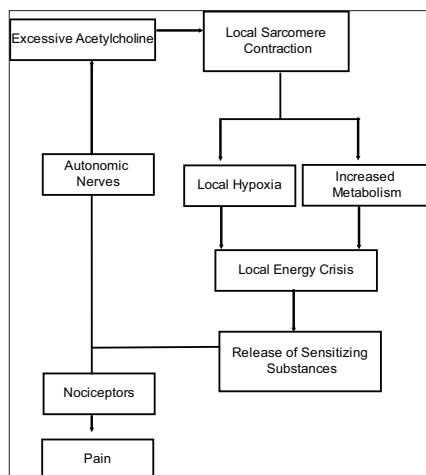 Excessive Acetylcholine
Local Sarcomere
Contraction
Autonomic
Nerves
Local Hypoxia
Increased
Metabolism
Local Energy Crisis
Release of Sensitizing
Substances
Nociceptors
Pain